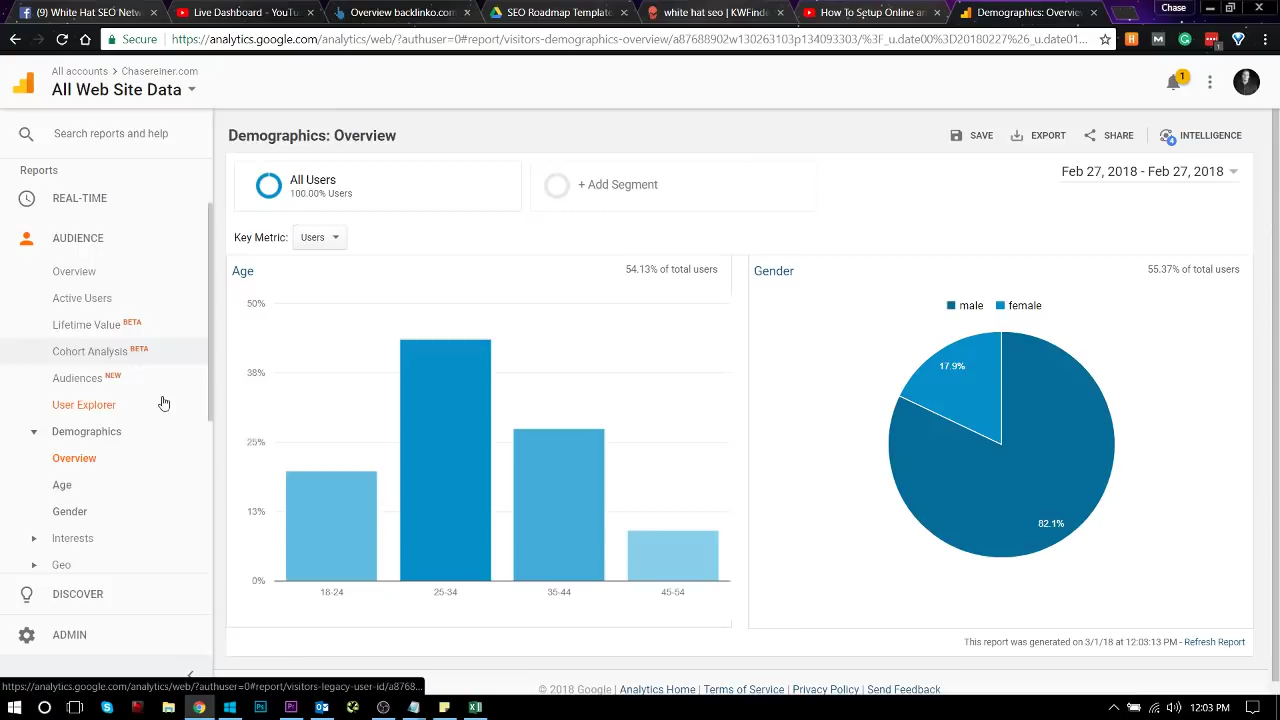 (9) White Hat SEO Netw
Live Dashboard - YouTu
Overview backlinko.com
SEO Roadmap Template
white hat seo | KWFinde
How To Setup Online an
Demographics: Overvie
Chase
Secure
https://analytics.google.com/analytics/web/?authuser=0#report/visitors-demographics-overview/a87688902w130263103p134093303/%3F_u.date00%3D20180227%26_u.date01...
All accounts > Chasereiner.com
All Web Site Data
1
Search reports and help
Reports
REAL-TIME
AUDIENCE
Overview
Active Users
Lifetime Value BETA
Cohort Analysis BETA
Audiences NEW
User Explorer
Demographics
Overview
Age
Gender
Interests
Geo
DISCOVER
ADMIN
Demographics: Overview
SAVE
EXPORT
SHARE
4
INTELLIGENCE
All Users
100.00% Users
+ Add Segment
Feb 27, 2018 - Feb 27, 2018
Key Metric:
Users
Age
54.13% of total users
50%
38%
25%
13%
0%
18-24
25-34
35-44
45-54
Gender
55.37% of total users
male
female
17.9%
82.1%
This report was generated on 3/1/18 at 12:03:13 PM - Refresh Report
© 2018 Google | Analytics Home | Terms of Service | Privacy Policy | Send Feedback
https://analytics.google.com/analytics/web/?authuser=0#report/visitors-legacy-user-id/a8768...
12:03 PM